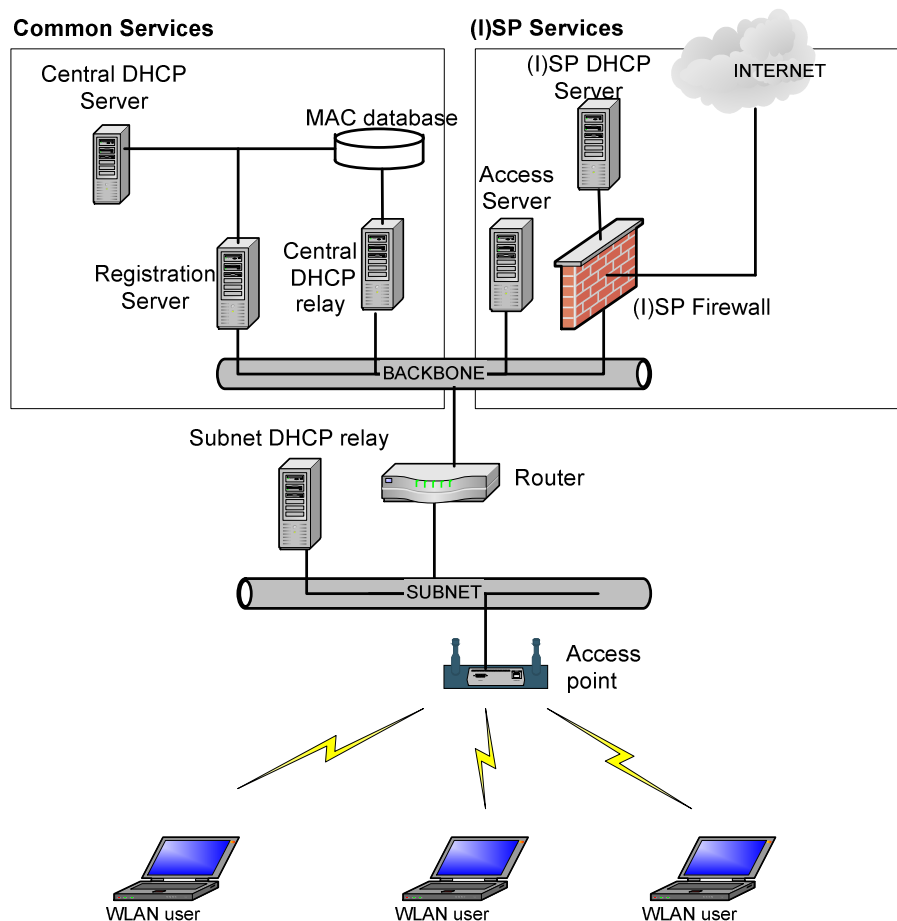 Common Services
(I)SP Services
Central DHCP
Server
MAC database
(I)SP DHCP
Server
INTERNET
Access
Server
Registration
Server
Central
DHCP
relay
(I)SP Firewall
BACKBONE
Subnet DHCP relay
Router
SUBNET
Access
point
WLAN user
WLAN user
WLAN user